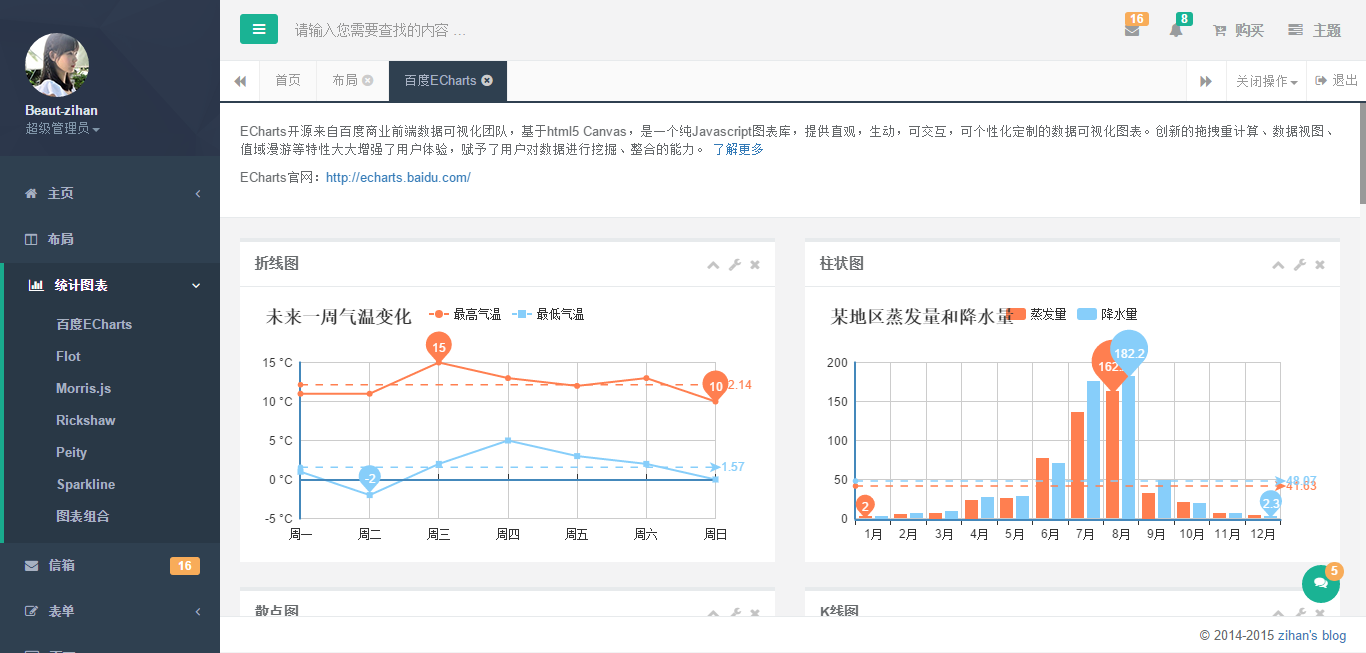 Beaut-zihan
超级管理员
主页
布局
统计图表
百度ECharts
Flot
Morris.js
Rickshaw
Peity
Sparkline
图表组合
信箱 16
表单
请输入您需要查找的内容 …
16
8
购买
主题
首页
布局
百度ECharts
关闭操作
退出
ECharts开源来自百度商业前端数据可视化团队，基于html5 Canvas，是一个纯Javascript图表库，提供直观，生动，可交互，可个性化定制的数据可视化图表。创新的拖拽重计算、数据视图、
值域漫游等特性大大增强了用户体验，赋予了用户对数据进行挖掘、整合的能力。 了解更多
ECharts官网：http://echarts.baidu.com/
折线图
未来一周气温变化
最高气温 最低气温
15 °C
10 °C
5 °C
0 °C
-5 °C
15
10
2.14
-2
1.57
周一 周二 周三 周四 周五 周六 周日
柱状图
某地区蒸发量和降水量
蒸发量 降水量
200
150
100
50
0
162.
182.2
48.07
41.63
2
2.3
1月 2月 3月 4月 5月 6月 7月 8月 9月 10月 11月 12月
散点图
K线图
5
© 2014-2015 zihan's blog